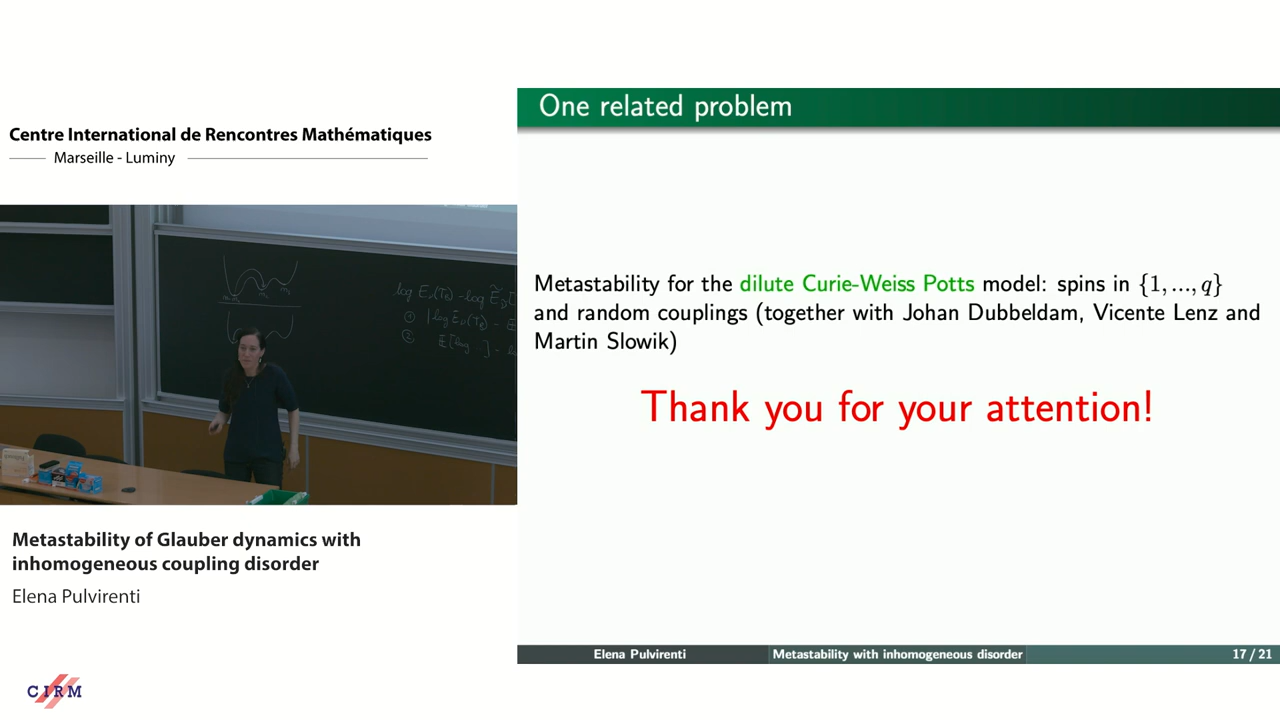 Centre International de Rencontres Mathématiques
Marseille - Luminy
One related problem
Metastability for the dilute Curie-Weiss Potts model: spins in {1, ..., q}
and random couplings (together with Johan Dubbeldam, Vicente Lenz and
Martin Slowik)
Thank you for your attention!
Metastability of Glauber dynamics with
inhomogeneous coupling disorder
Elena Pulvirenti
Elena Pulvirenti
Metastability with inhomogeneous disorder
17 / 21
CIRM